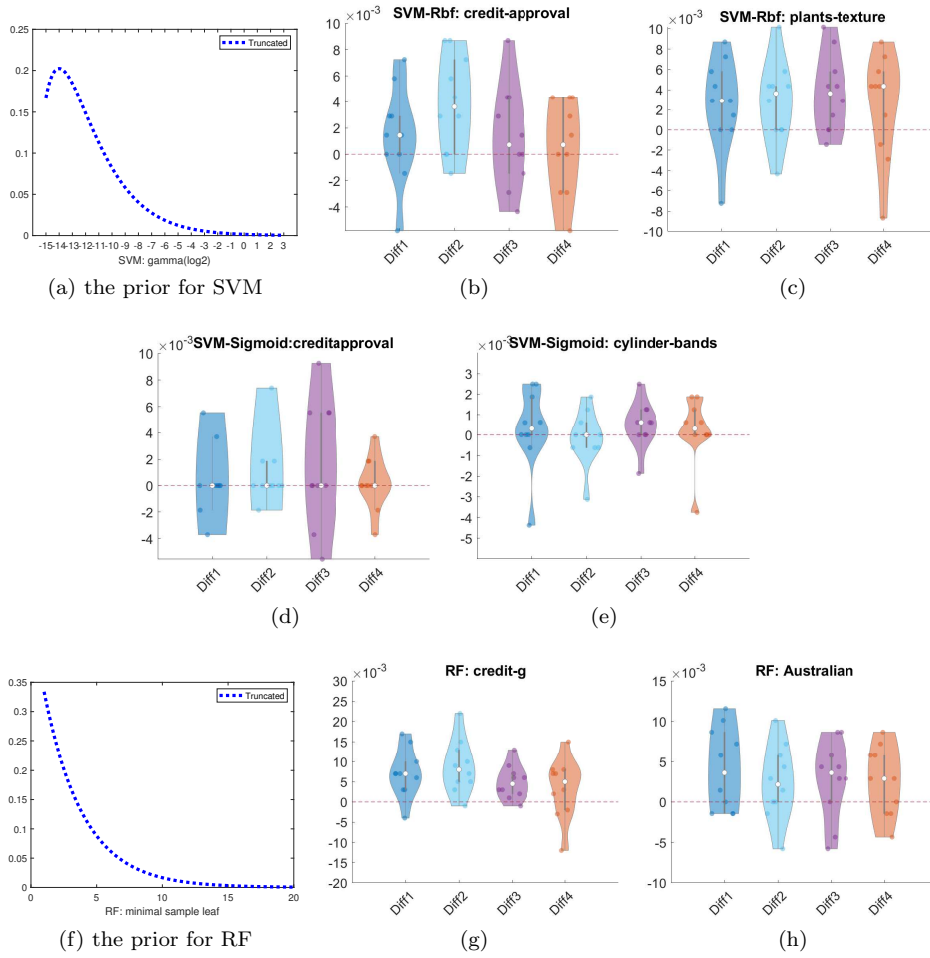 0.25
0.2
0.15
0.1
0.05
0
Truncated
-15-14-13-12-11-10-9 -8 -7 -6 -5 -4 -3 -2 -1 0 1 2 3
SVM: gamma(log2)
(a) the prior for SVM
×10-3
SVM-Rbf: credit-approval
10
8
6
4
2
0
-2
-4
Diff1 Diff2 Diff3 Diff4
(b)
×10-3
SVM-Rbf: plants-texture
10
8
6
4
2
0
-2
-4
-6
-8
-10
Diff1 Diff2 Diff3 Diff4
(c)
×10-3
SVM-Sigmoid:creditapproval
10
8
6
4
2
0
-2
-4
Diff1 Diff2 Diff3 Diff4
(d)
×10-3
SVM-Sigmoid: cylinder-bands
3
2
1
0
-1
-2
-3
-4
-5
Diff1 Diff2 Diff3 Diff4
(e)
0.35
0.3
0.25
0.2
0.15
0.1
0.05
0
Truncated
0 5 10 15 20
RF: minimal sample leaf
(f) the prior for RF
×10-3
RF: credit-g
30
25
20
15
10
5
0
-5
-10
-15
-20
Diff1 Diff2 Diff3 Diff4
(g)
×10-3
RF: Australian
15
10
5
0
-5
-10
Diff1 Diff2 Diff3 Diff4
(h)